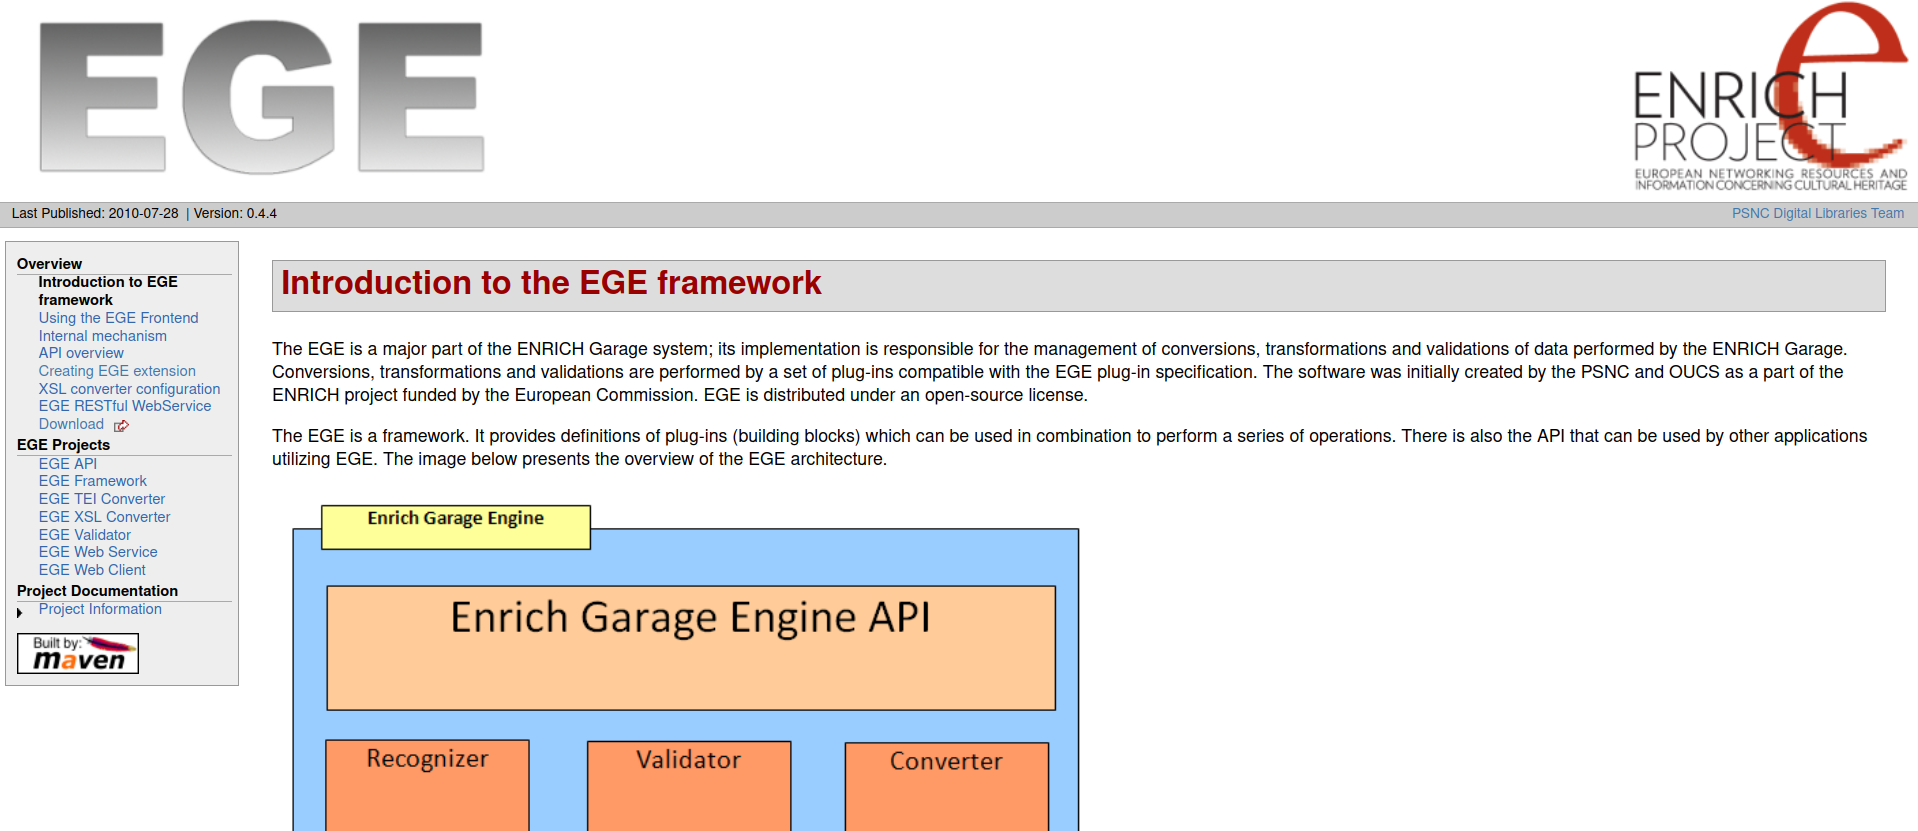 EGE
ENRICH
PROJECT
EUROPEAN NETWORKING RESOURCES AND
INFORMATION CONCERNING CULTURAL HERITAGE
Last Published: 2010-07-28 | Version: 0.4.4
PSNC Digital Libraries Team
Overview
Introduction to EGE
framework
Using the EGE Frontend
Internal mechanism
API overview
Creating EGE extension
XSL converter configuration
EGE RESTful WebService
Download
EGE Projects
EGE API
EGE Framework
EGE TEI Converter
EGE XSL Converter
EGE Validator
EGE Web Service
EGE Web Client
Project Documentation
Project Information
Built by:
maven
Introduction to the EGE framework
The EGE is a major part of the ENRICH Garage system; its implementation is responsible for the management of conversions, transformations and validations of data performed by the ENRICH Garage.
Conversions, transformations and validations are performed by a set of plug-ins compatible with the EGE plug-in specification. The software was initially created by the PSNC and OUCS as a part of the
ENRICH project funded by the European Commission. EGE is distributed under an open-source license.
The EGE is a framework. It provides definitions of plug-ins (building blocks) which can be used in combination to perform a series of operations. There is also the API that can be used by other applications
utilizing EGE. The image below presents the overview of the EGE architecture.
Enrich Garage Engine
Enrich Garage Engine API
Recognizer
Validator
Converter